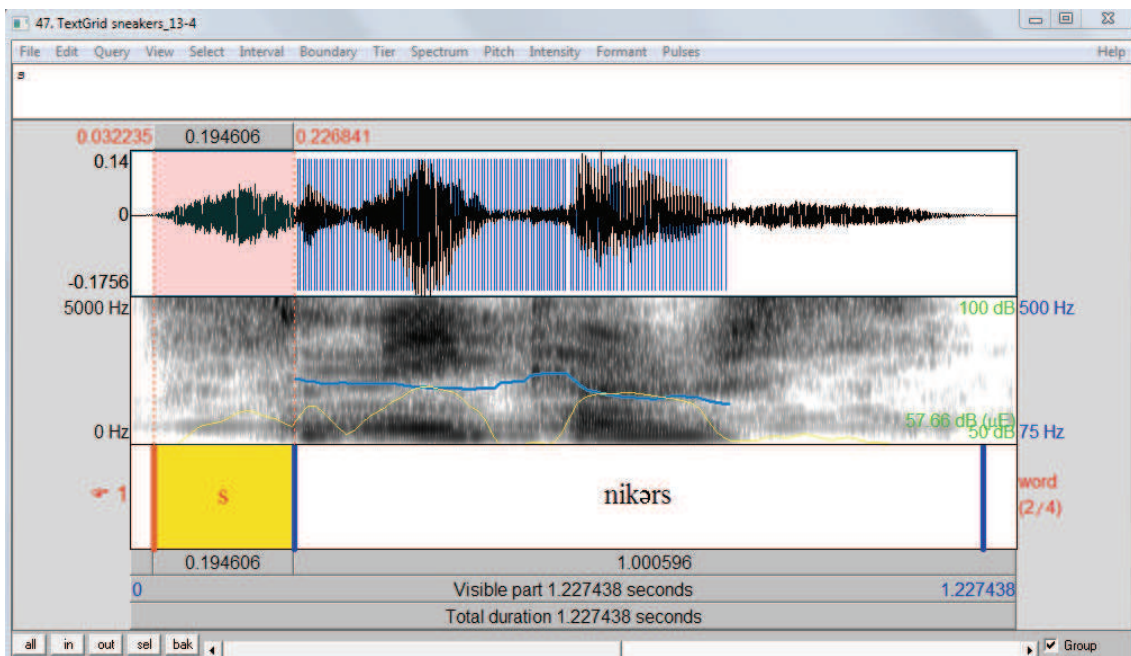 47. TextGrid sneakers_13-4
File Edit Query View Select Interval Boundary Tier Spectrum Pitch Intensity Formant Pulses Help
s
0.032235 0.194606 0.226841
0.14
0
-0.1756
5000 Hz 100 dB 500 Hz
57.66 dB (µE)
0 Hz 50 dB 75 Hz
1 s nikərs word
(2/4)
0.194606 1.000596
0 Visible part 1.227438 seconds 1.227438
Total duration 1.227438 seconds
all in out sel bak Group